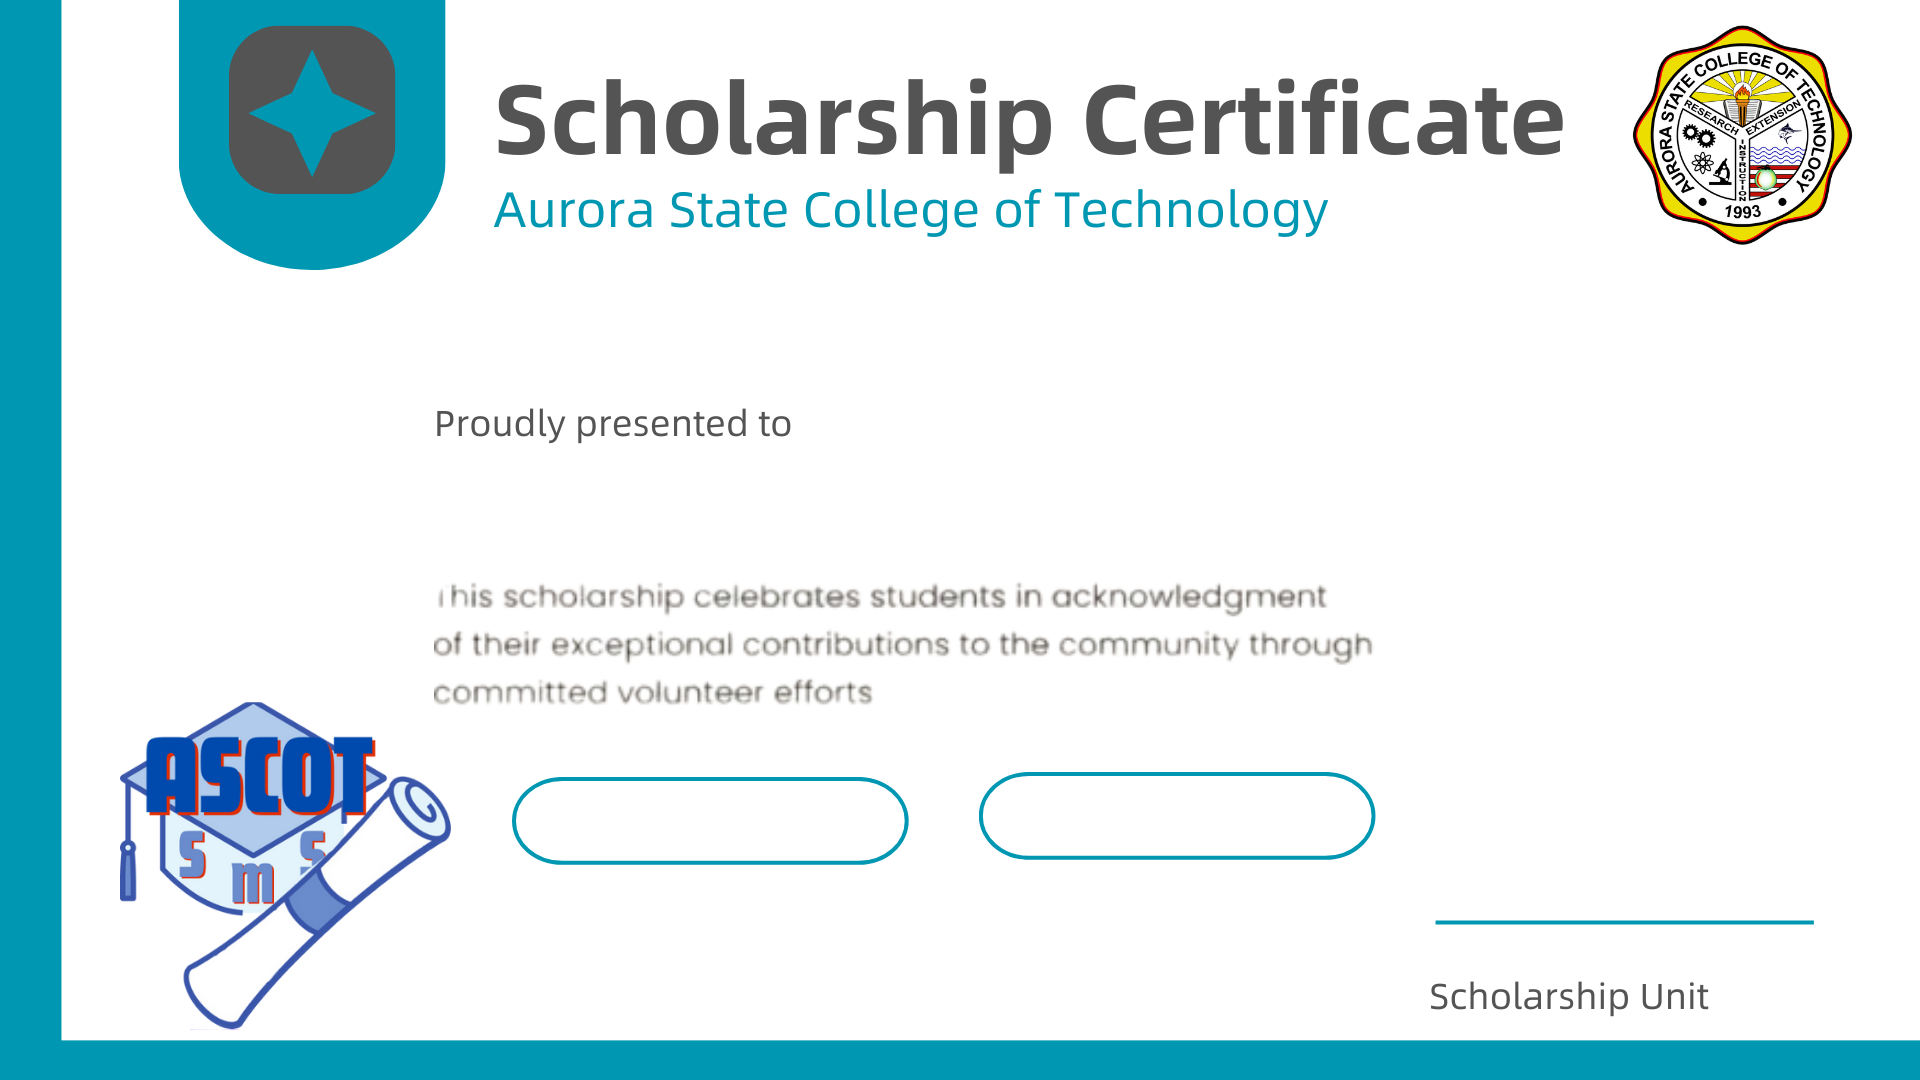 Scholarship Certificate
Aurora State College of Technology
AURORA STATE COLLEGE OF TECHNOLOGY
RESEARCH
EXTENSION
INSTRUCTION
1993
Proudly presented to
This scholarship celebrates students in acknowledgment
of their exceptional contributions to the community through
committed volunteer efforts
ASCOT
S m S
Scholarship Unit